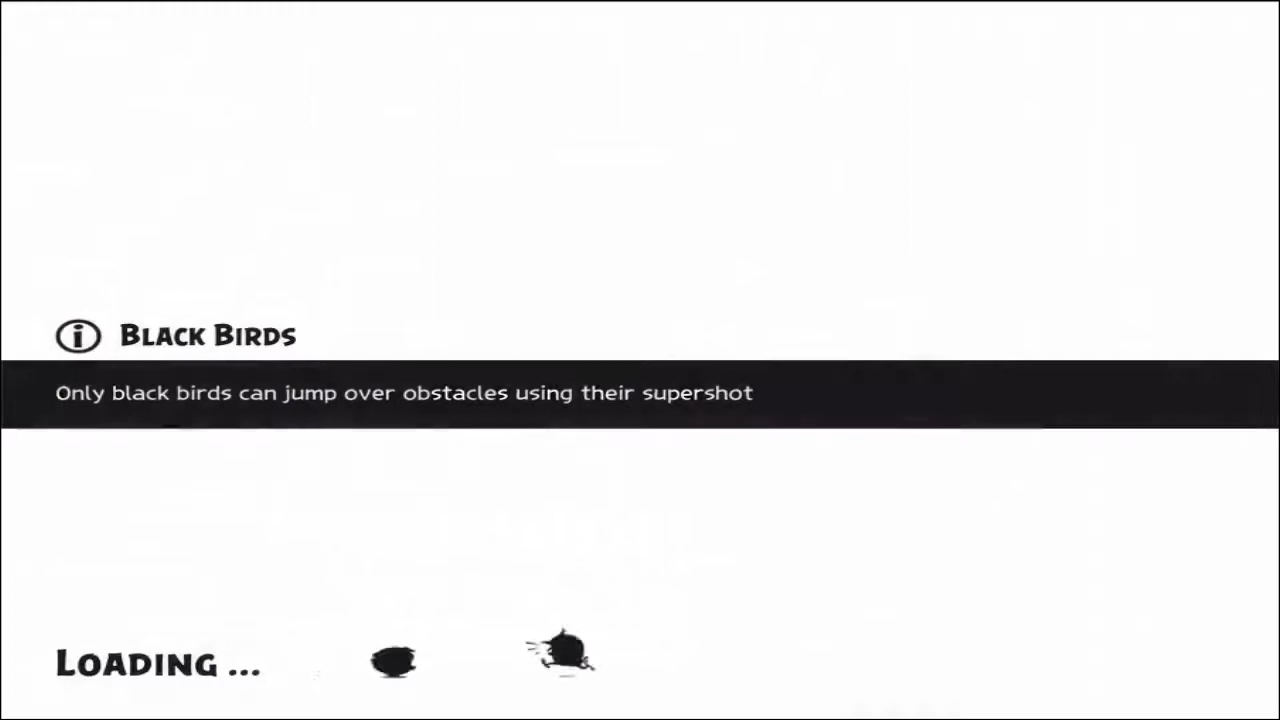 Black Birds
Only black birds can jump over obstacles using their supershot
Loading ...